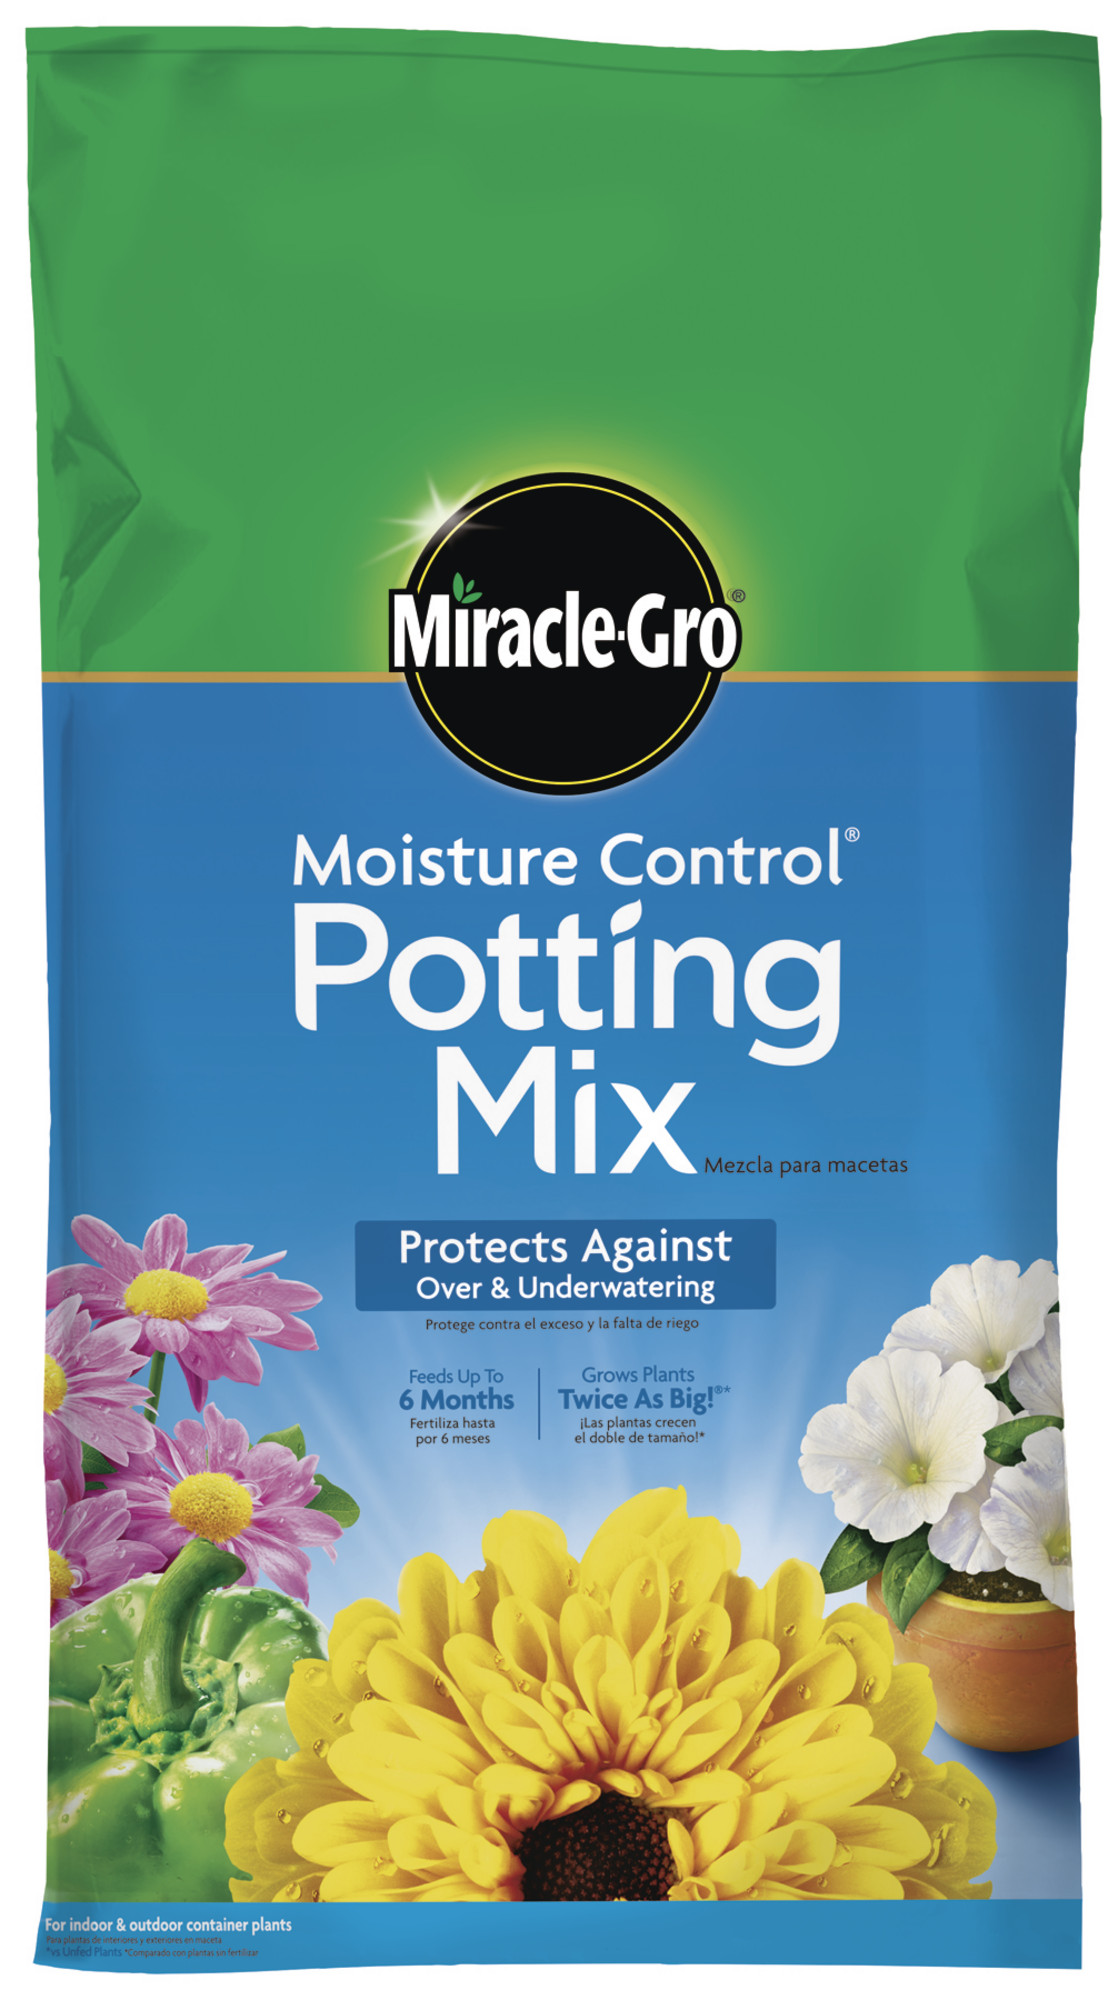 Miracle-Gro®
Moisture Control®
Potting
Mix
Mezcla para macetas
Protects Against
Over & Underwatering
Protege contra el exceso y la falta de riego
Feeds Up To
6 Months
Fertiliza hasta
por 6 meses
Grows Plants
Twice As Big!®*
¡Las plantas crecen
el doble de tamaño!*
For indoor & outdoor container plants
Para plantas de interiores y exteriores en maceta
*vs Unfed Plants *Comparado con plantas sin fertilizar